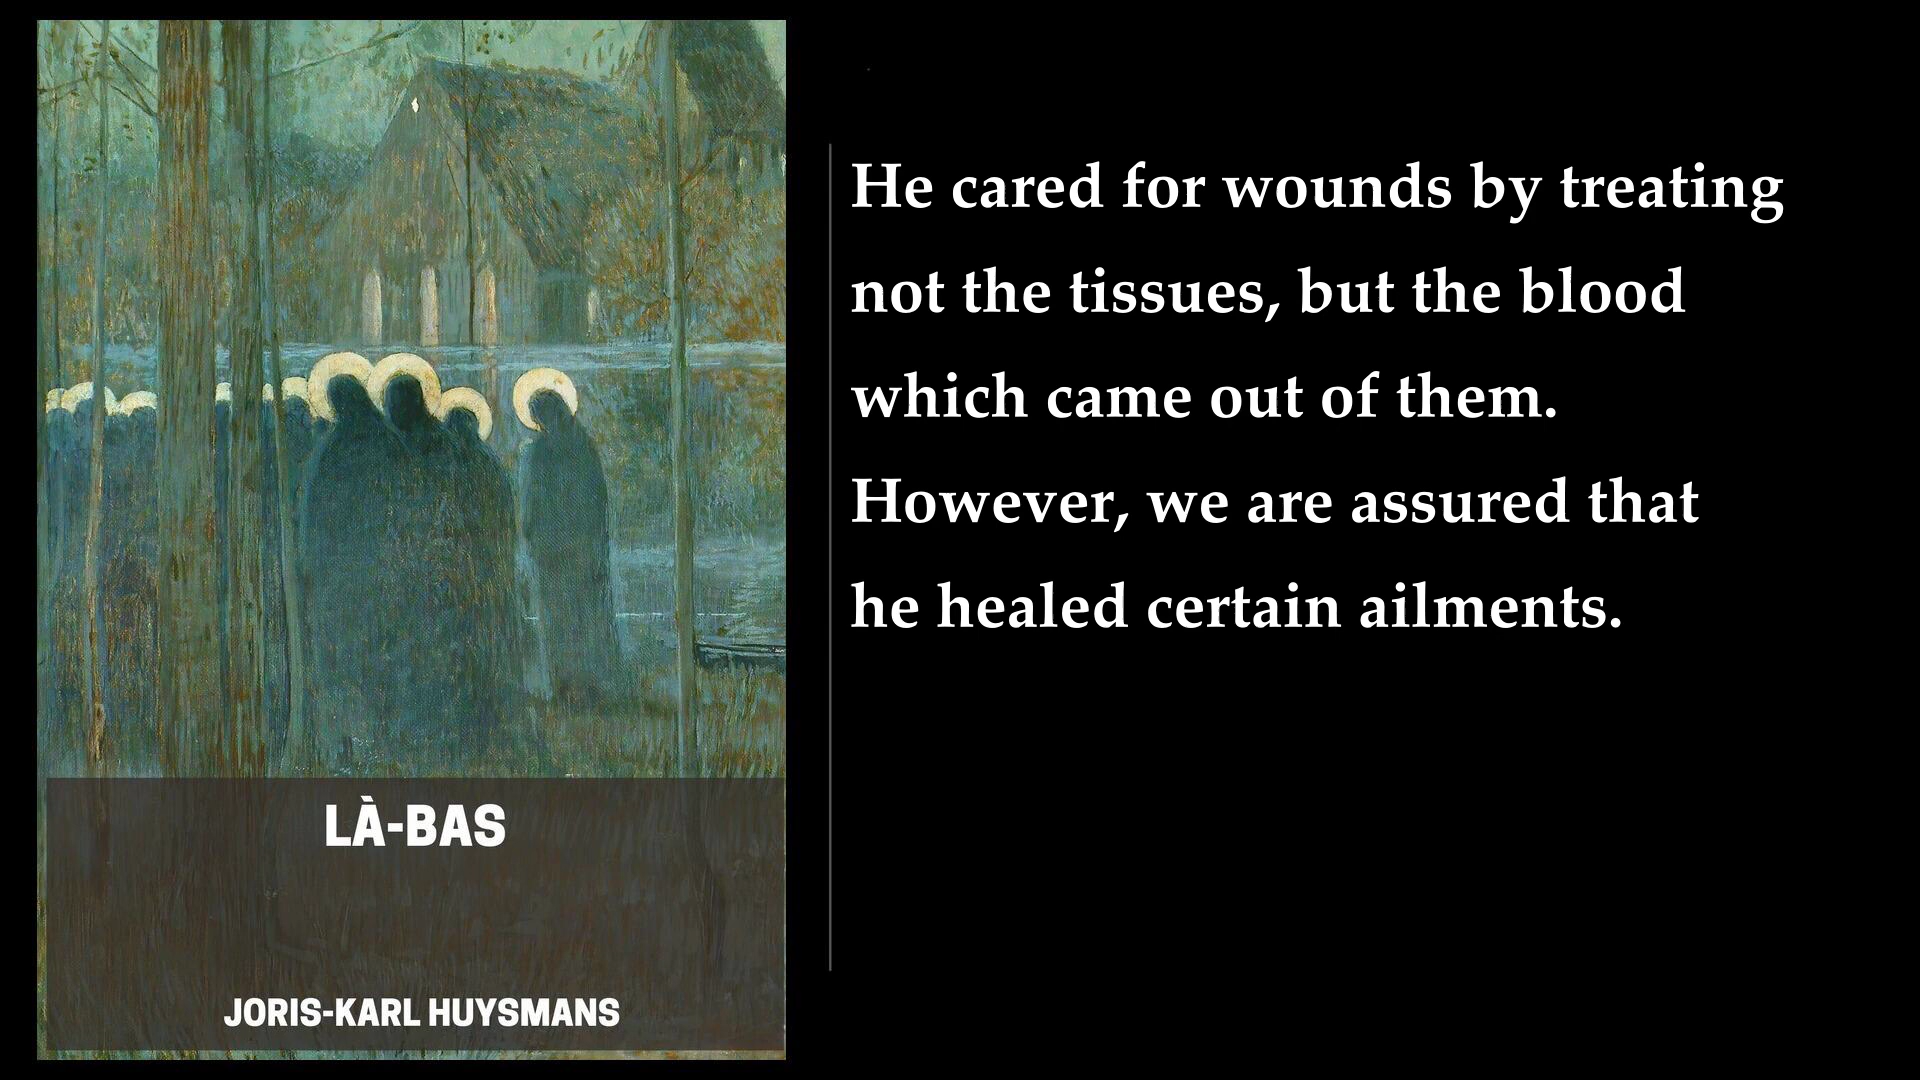 He cared for wounds by treating
not the tissues, but the blood
which came out of them.
However, we are assured that
he healed certain ailments.
LÀ-BAS
JORIS-KARL HUYSMANS